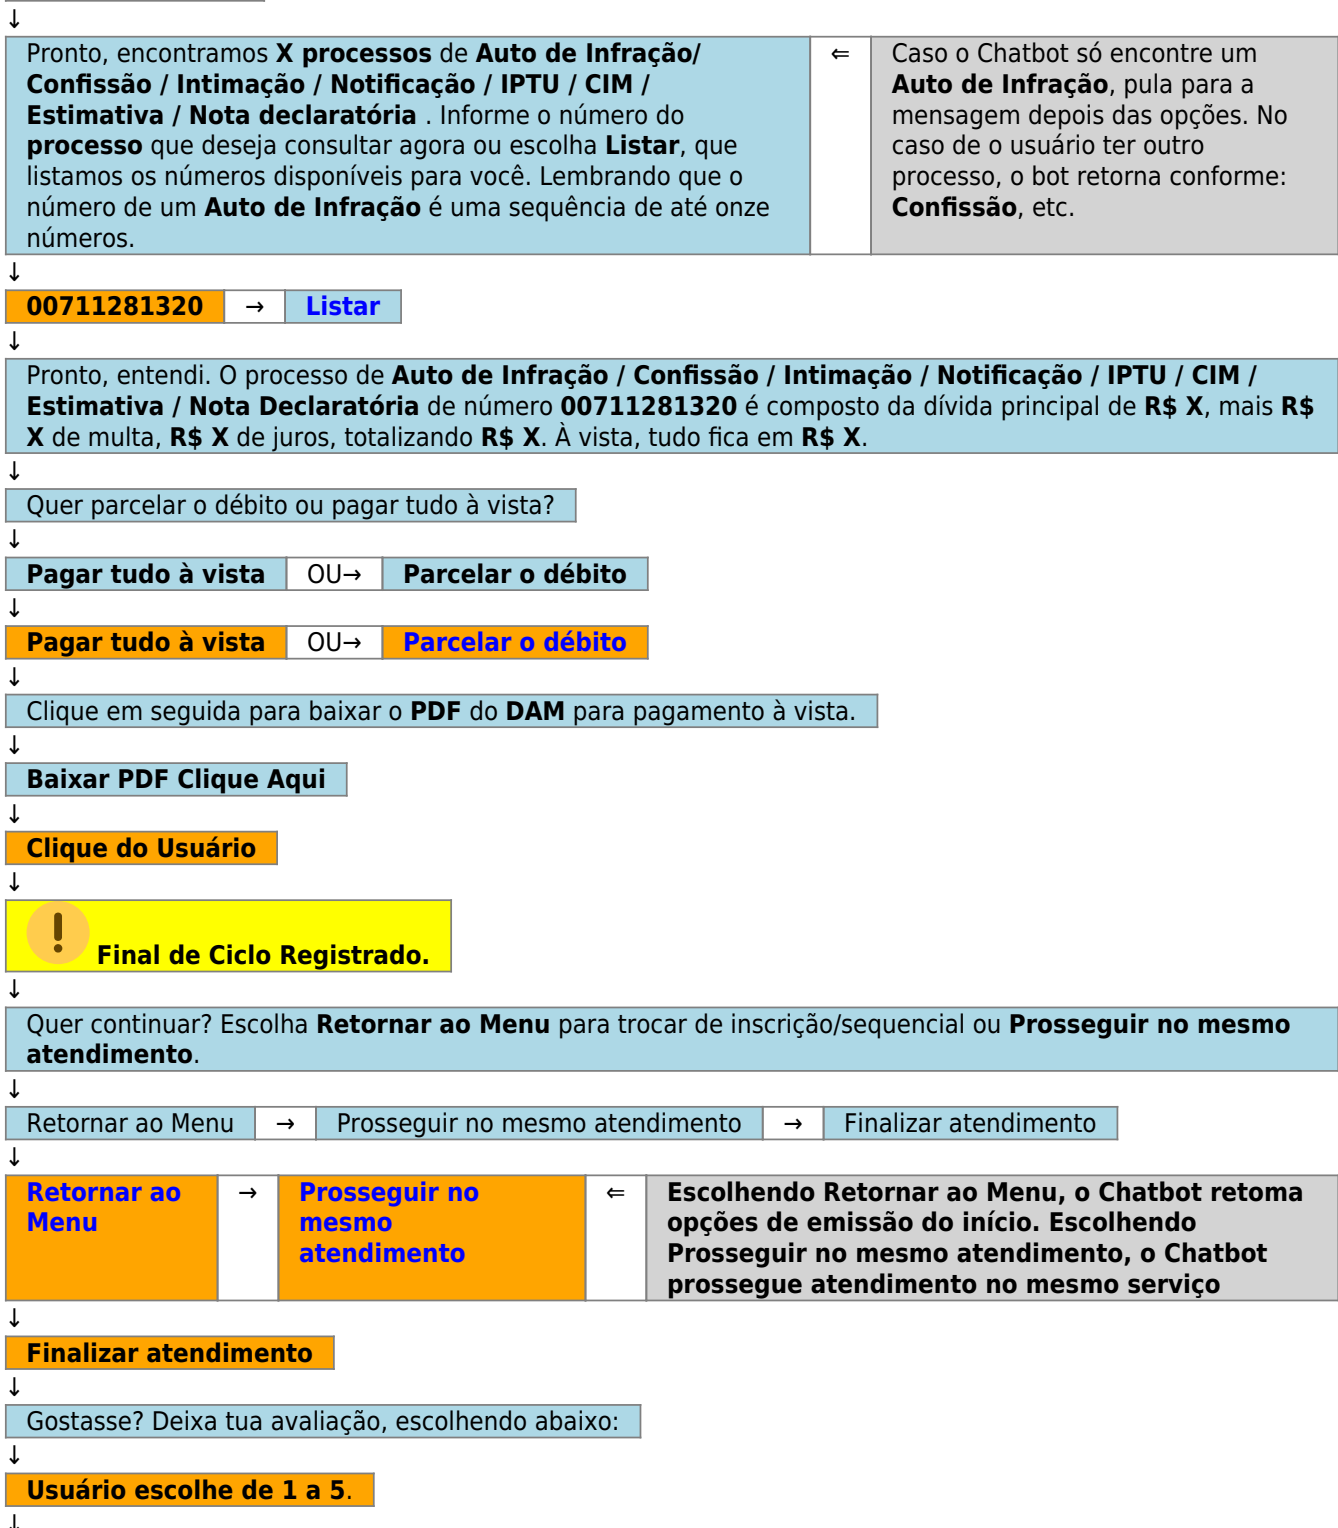 ↓
Pronto, encontramos X processos de Auto de Infração/
Confissão / Intimação / Notificação / IPTU / CIM /
Estimativa / Nota declaratória . Informe o número do
processo que deseja consultar agora ou escolha Listar, que
listamos os números disponíveis para você. Lembrando que o
número de um Auto de Infração é uma sequência de até onze
números.
⇐
Caso o Chatbot só encontre um
Auto de Infração, pula para a
mensagem depois das opções. No
caso de o usuário ter outro
processo, o bot retorna conforme:
Confissão, etc.
↓
00711281320 → Listar
↓
Pronto, entendi. O processo de Auto de Infração / Confissão / Intimação / Notificação / IPTU / CIM /
Estimativa / Nota Declaratória de número 00711281320 é composto da dívida principal de R$ X, mais R$
X de multa, R$ X de juros, totalizando R$ X. À vista, tudo fica em R$ X.
↓
Quer parcelar o débito ou pagar tudo à vista?
↓
Pagar tudo à vista OU→ Parcelar o débito
↓
Pagar tudo à vista OU→ Parcelar o débito
↓
Clique em seguida para baixar o PDF do DAM para pagamento à vista.
↓
Baixar PDF Clique Aqui
↓
Clique do Usuário
↓
! Final de Ciclo Registrado.
↓
Quer continuar? Escolha Retornar ao Menu para trocar de inscrição/sequencial ou Prosseguir no mesmo
atendimento.
↓
Retornar ao Menu → Prosseguir no mesmo atendimento → Finalizar atendimento
↓
Retornar ao
Menu
→
Prosseguir no
mesmo
atendimento
⇐
Escolhendo Retornar ao Menu, o Chatbot retoma
opções de emissão do início. Escolhendo
Prosseguir no mesmo atendimento, o Chatbot
prossegue atendimento no mesmo serviço
↓
Finalizar atendimento
↓
Gostasse? Deixa tua avaliação, escolhendo abaixo:
↓
Usuário escolhe de 1 a 5.
↓